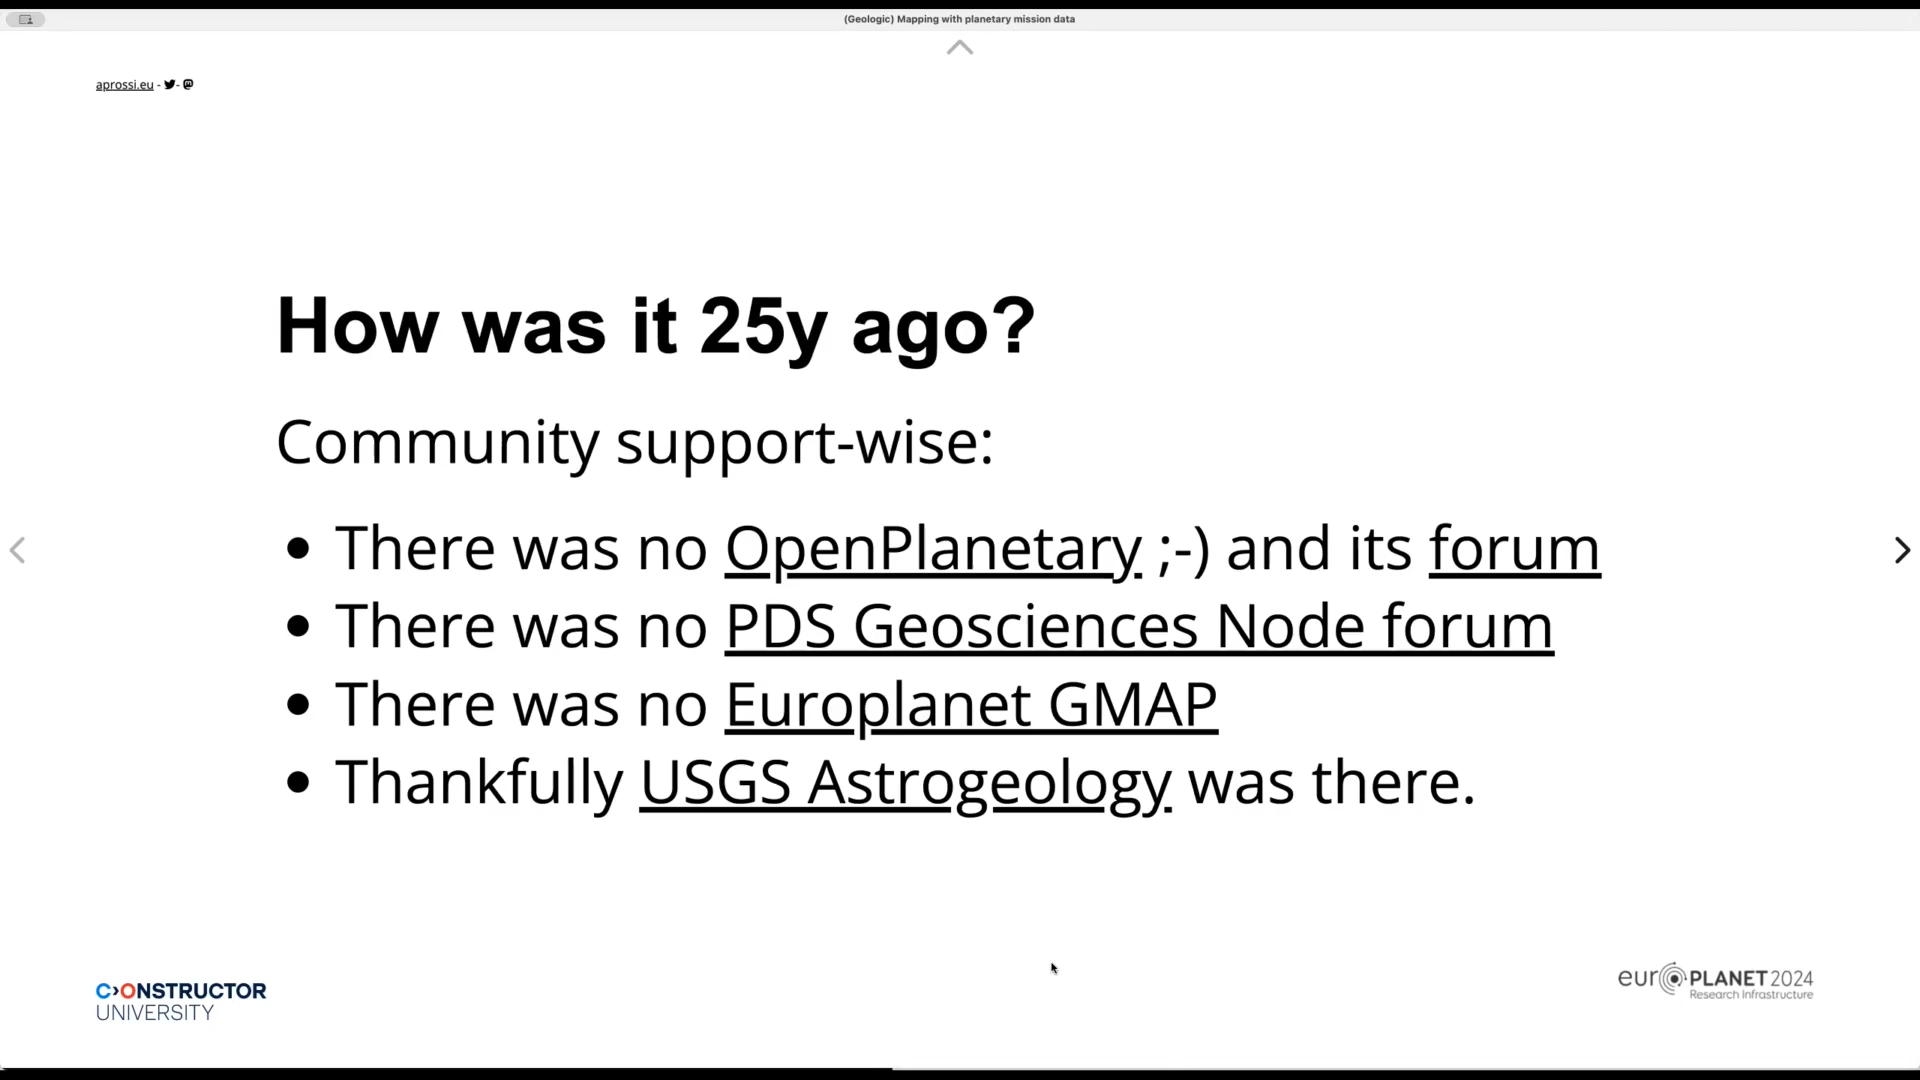 (Geologic) Mapping with planetary mission data
aprossi.eu - -
How was it 25y ago?
Community support-wise:
• There was no OpenPlanetary ;-) and its forum
• There was no PDS Geosciences Node forum
• There was no Europlanet GMAP
• Thankfully USGS Astrogeology was there.
CONSTRUCTOR
UNIVERSITY
euroPLANET 2024
Research Infrastructure